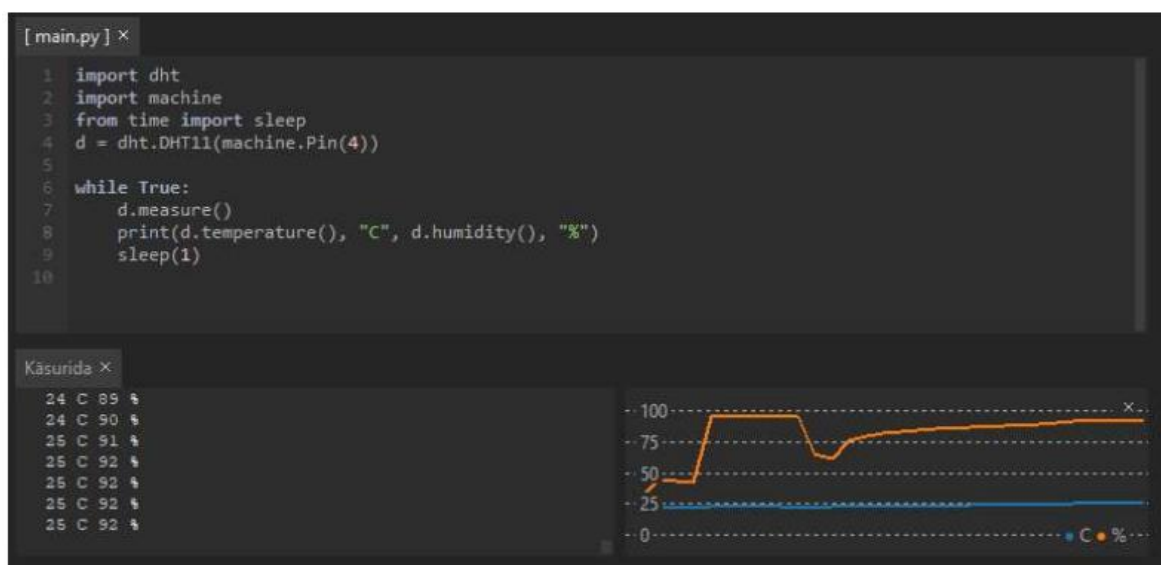 [ main.py ] ×
1 import dht
2 import machine
3 from time import sleep
4 d = dht.DHT11(machine.Pin(4))
5
6 while True:
7     d.measure()
8     print(d.temperature(), "C", d.humidity(), "%")
9     sleep(1)
10
Käsurida ×
24 C 89 %
24 C 90 %
25 C 91 %
25 C 92 %
25 C 92 %
25 C 92 %
25 C 92 %
100 ×
75
50
25
0
C %